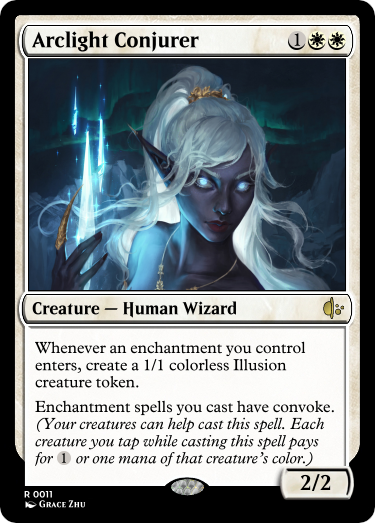 Arclight Conjurer 1
Creature — Human Wizard
Whenever an enchantment you control
enters, create a 1/1 colorless Illusion
creature token.
Enchantment spells you cast have convoke.
(Your creatures can help cast this spell. Each
creature you tap while casting this spell pays
for 1 or one mana of that creature's color.)
2/2
R 0011
Grace Zhu